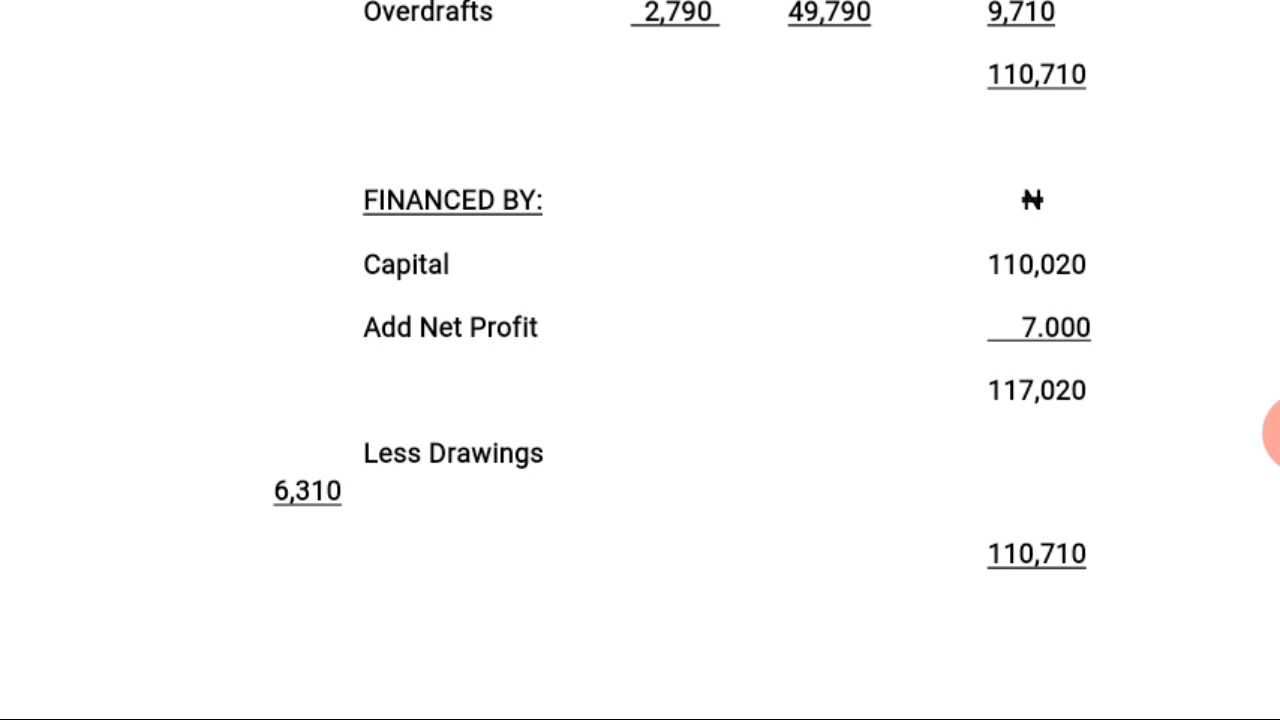 Overdrafts 2,790 49,790 9,710
110,710
FINANCED BY: ₦
Capital 110,020
Add Net Profit 7.000
117,020
Less Drawings
6,310
110,710